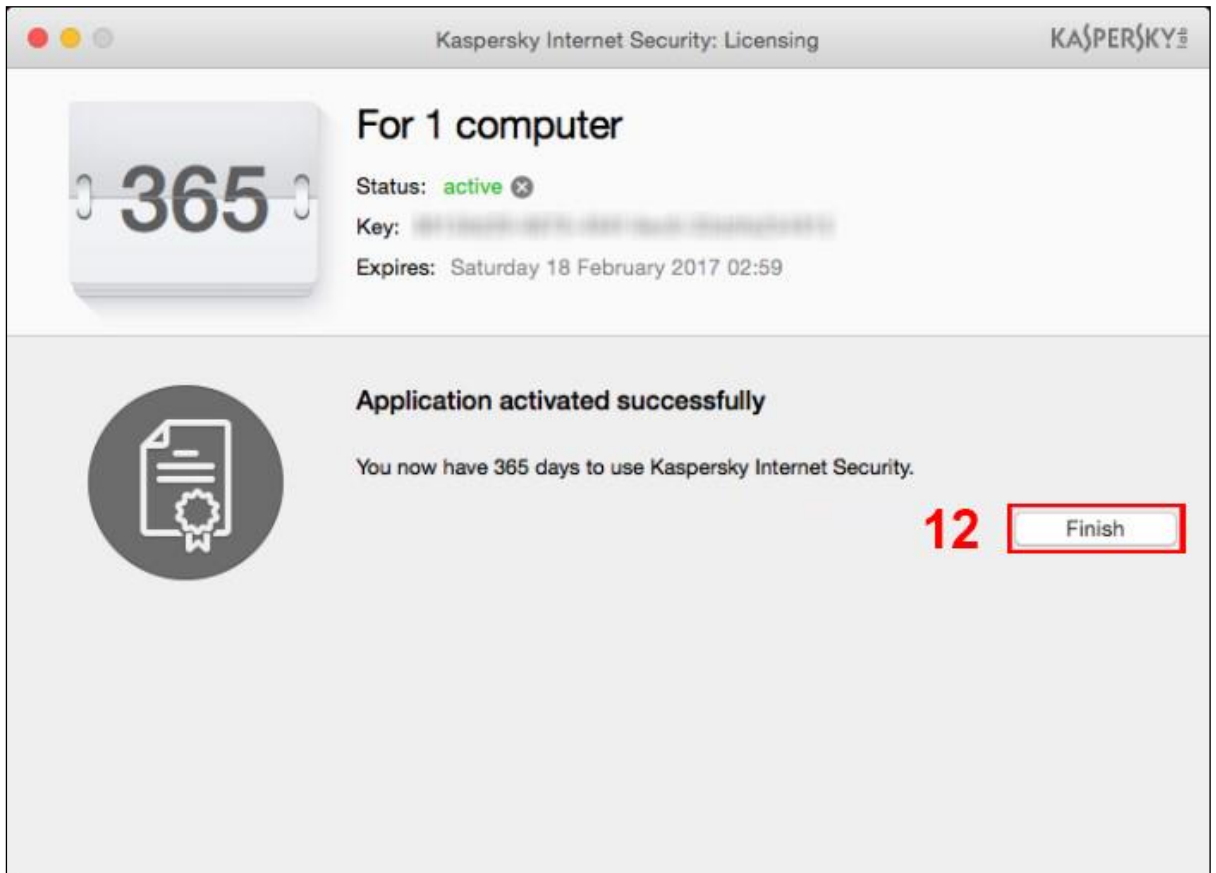 Kaspersky Internet Security: Licensing
KASPERSKY lab
365
For 1 computer
Status: active
Key:
Expires: Saturday 18 February 2017 02:59
Application activated successfully
You now have 365 days to use Kaspersky Internet Security.
12 Finish